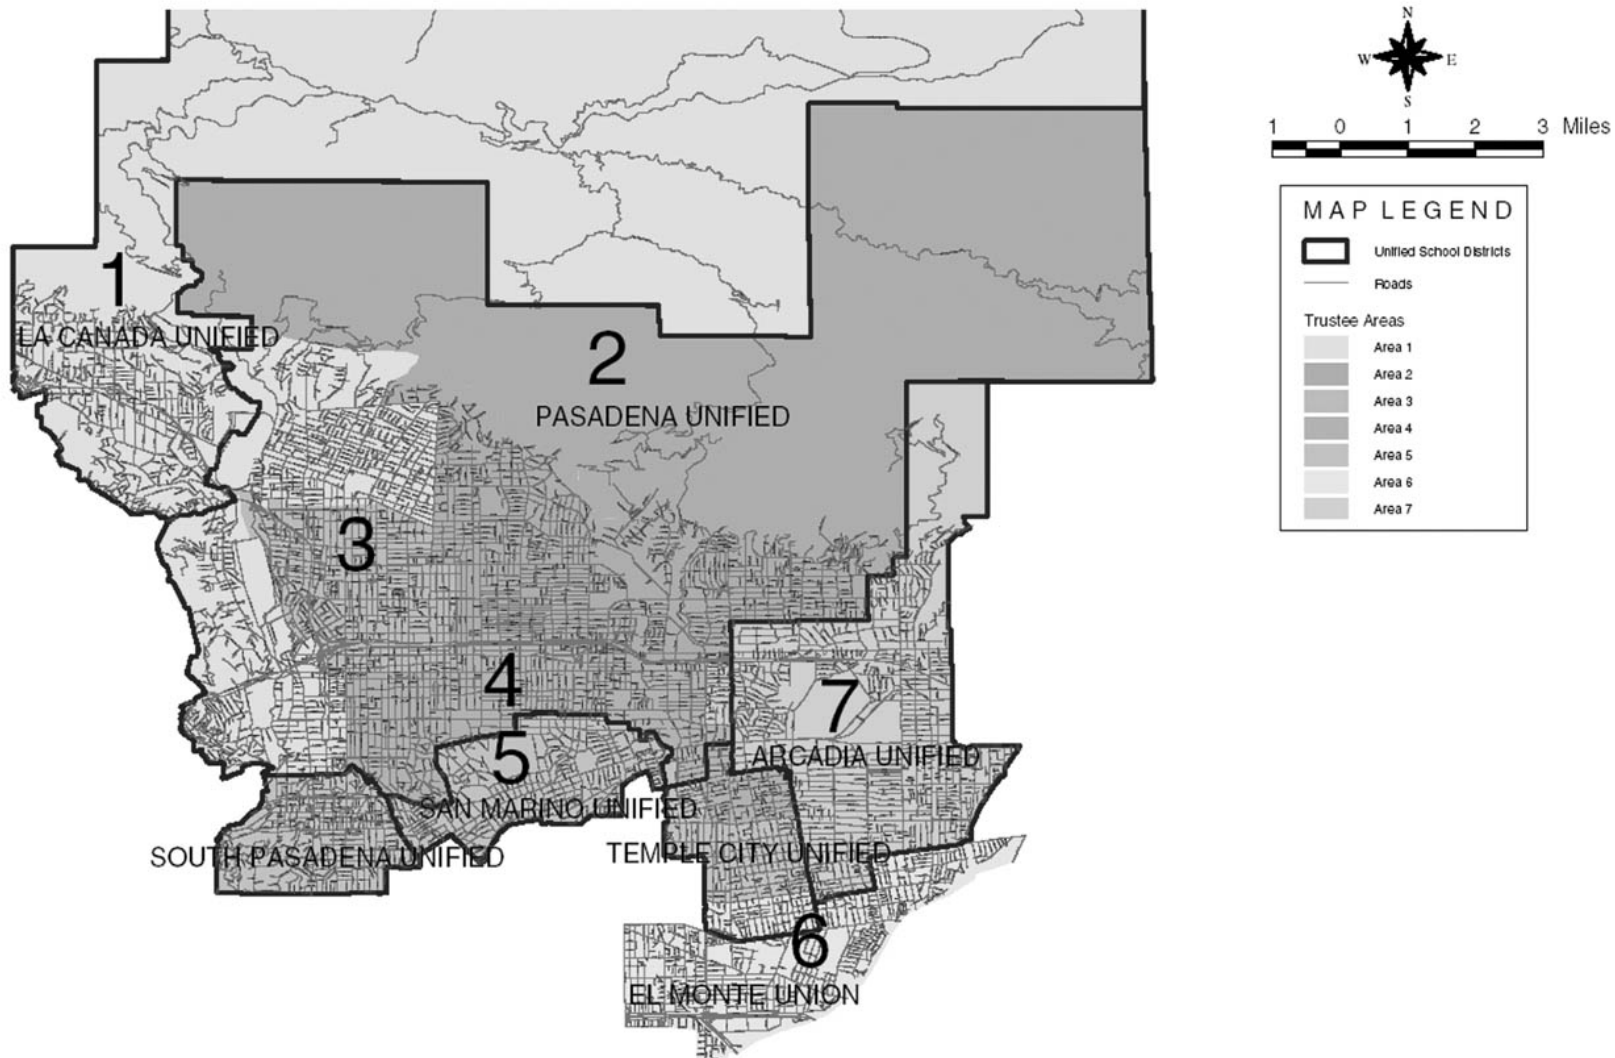 N
W E
S
1 0 1 2 3 Miles
MAP LEGEND
Unified School Districts
Roads
Trustee Areas
Area 1
Area 2
Area 3
Area 4
Area 5
Area 6
Area 7
1
LA CANADA UNIFIED
2
PASADENA UNIFIED
3
4
5
SAN MARINO UNIFIED
7
ARCADIA UNIFIED
SOUTH PASADENA UNIFIED
TEMPLE CITY UNIFIED
6
EL MONTE UNION